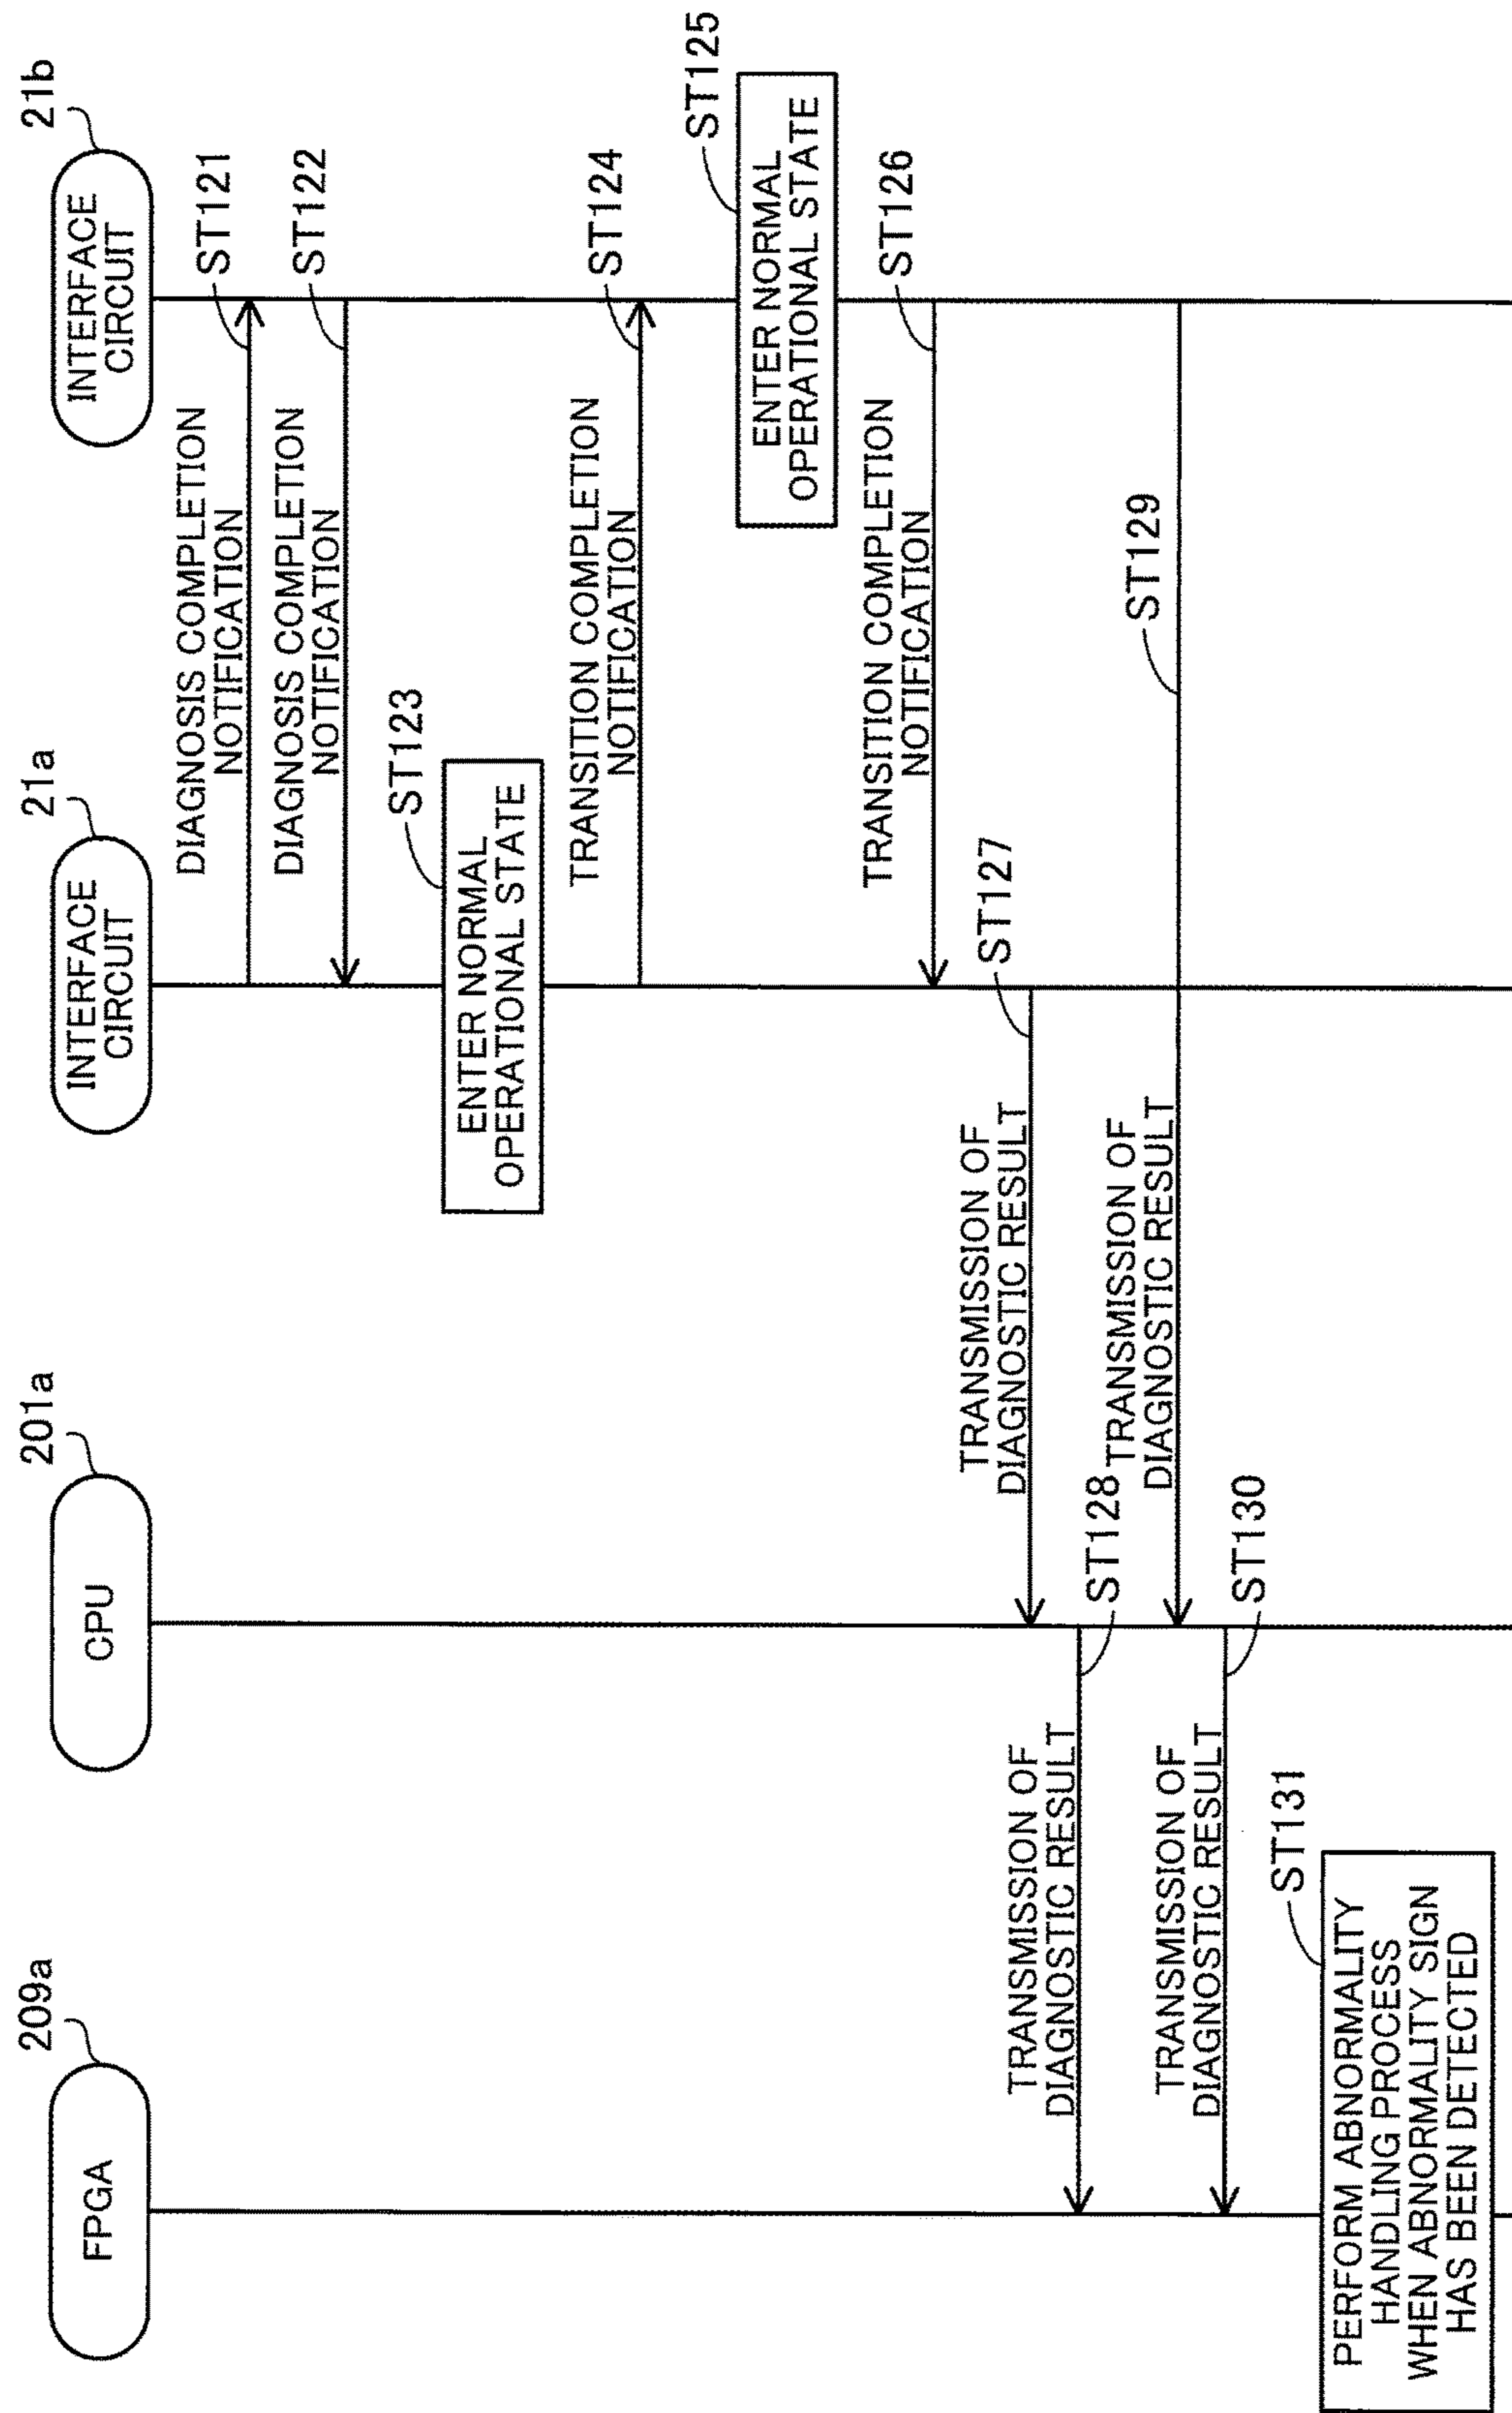 209a
FPGA
201a
CPU
21a
INTERFACE
CIRCUIT
21b
INTERFACE
CIRCUIT
DIAGNOSIS COMPLETION
NOTIFICATION
ST121
DIAGNOSIS COMPLETION
NOTIFICATION
ST122
ST123
ENTER NORMAL
OPERATIONAL STATE
TRANSITION COMPLETION
NOTIFICATION
ST124
ST125
ENTER NORMAL
OPERATIONAL STATE
TRANSITION COMPLETION
NOTIFICATION
ST126
TRANSMISSION OF
DIAGNOSTIC RESULT
ST127
TRANSMISSION OF
DIAGNOSTIC RESULT
ST128
TRANSMISSION OF
DIAGNOSTIC RESULT
ST129
TRANSMISSION OF
DIAGNOSTIC RESULT
ST130
ST131
PERFORM ABNORMALITY
HANDLING PROCESS
WHEN ABNORMALITY SIGN
HAS BEEN DETECTED